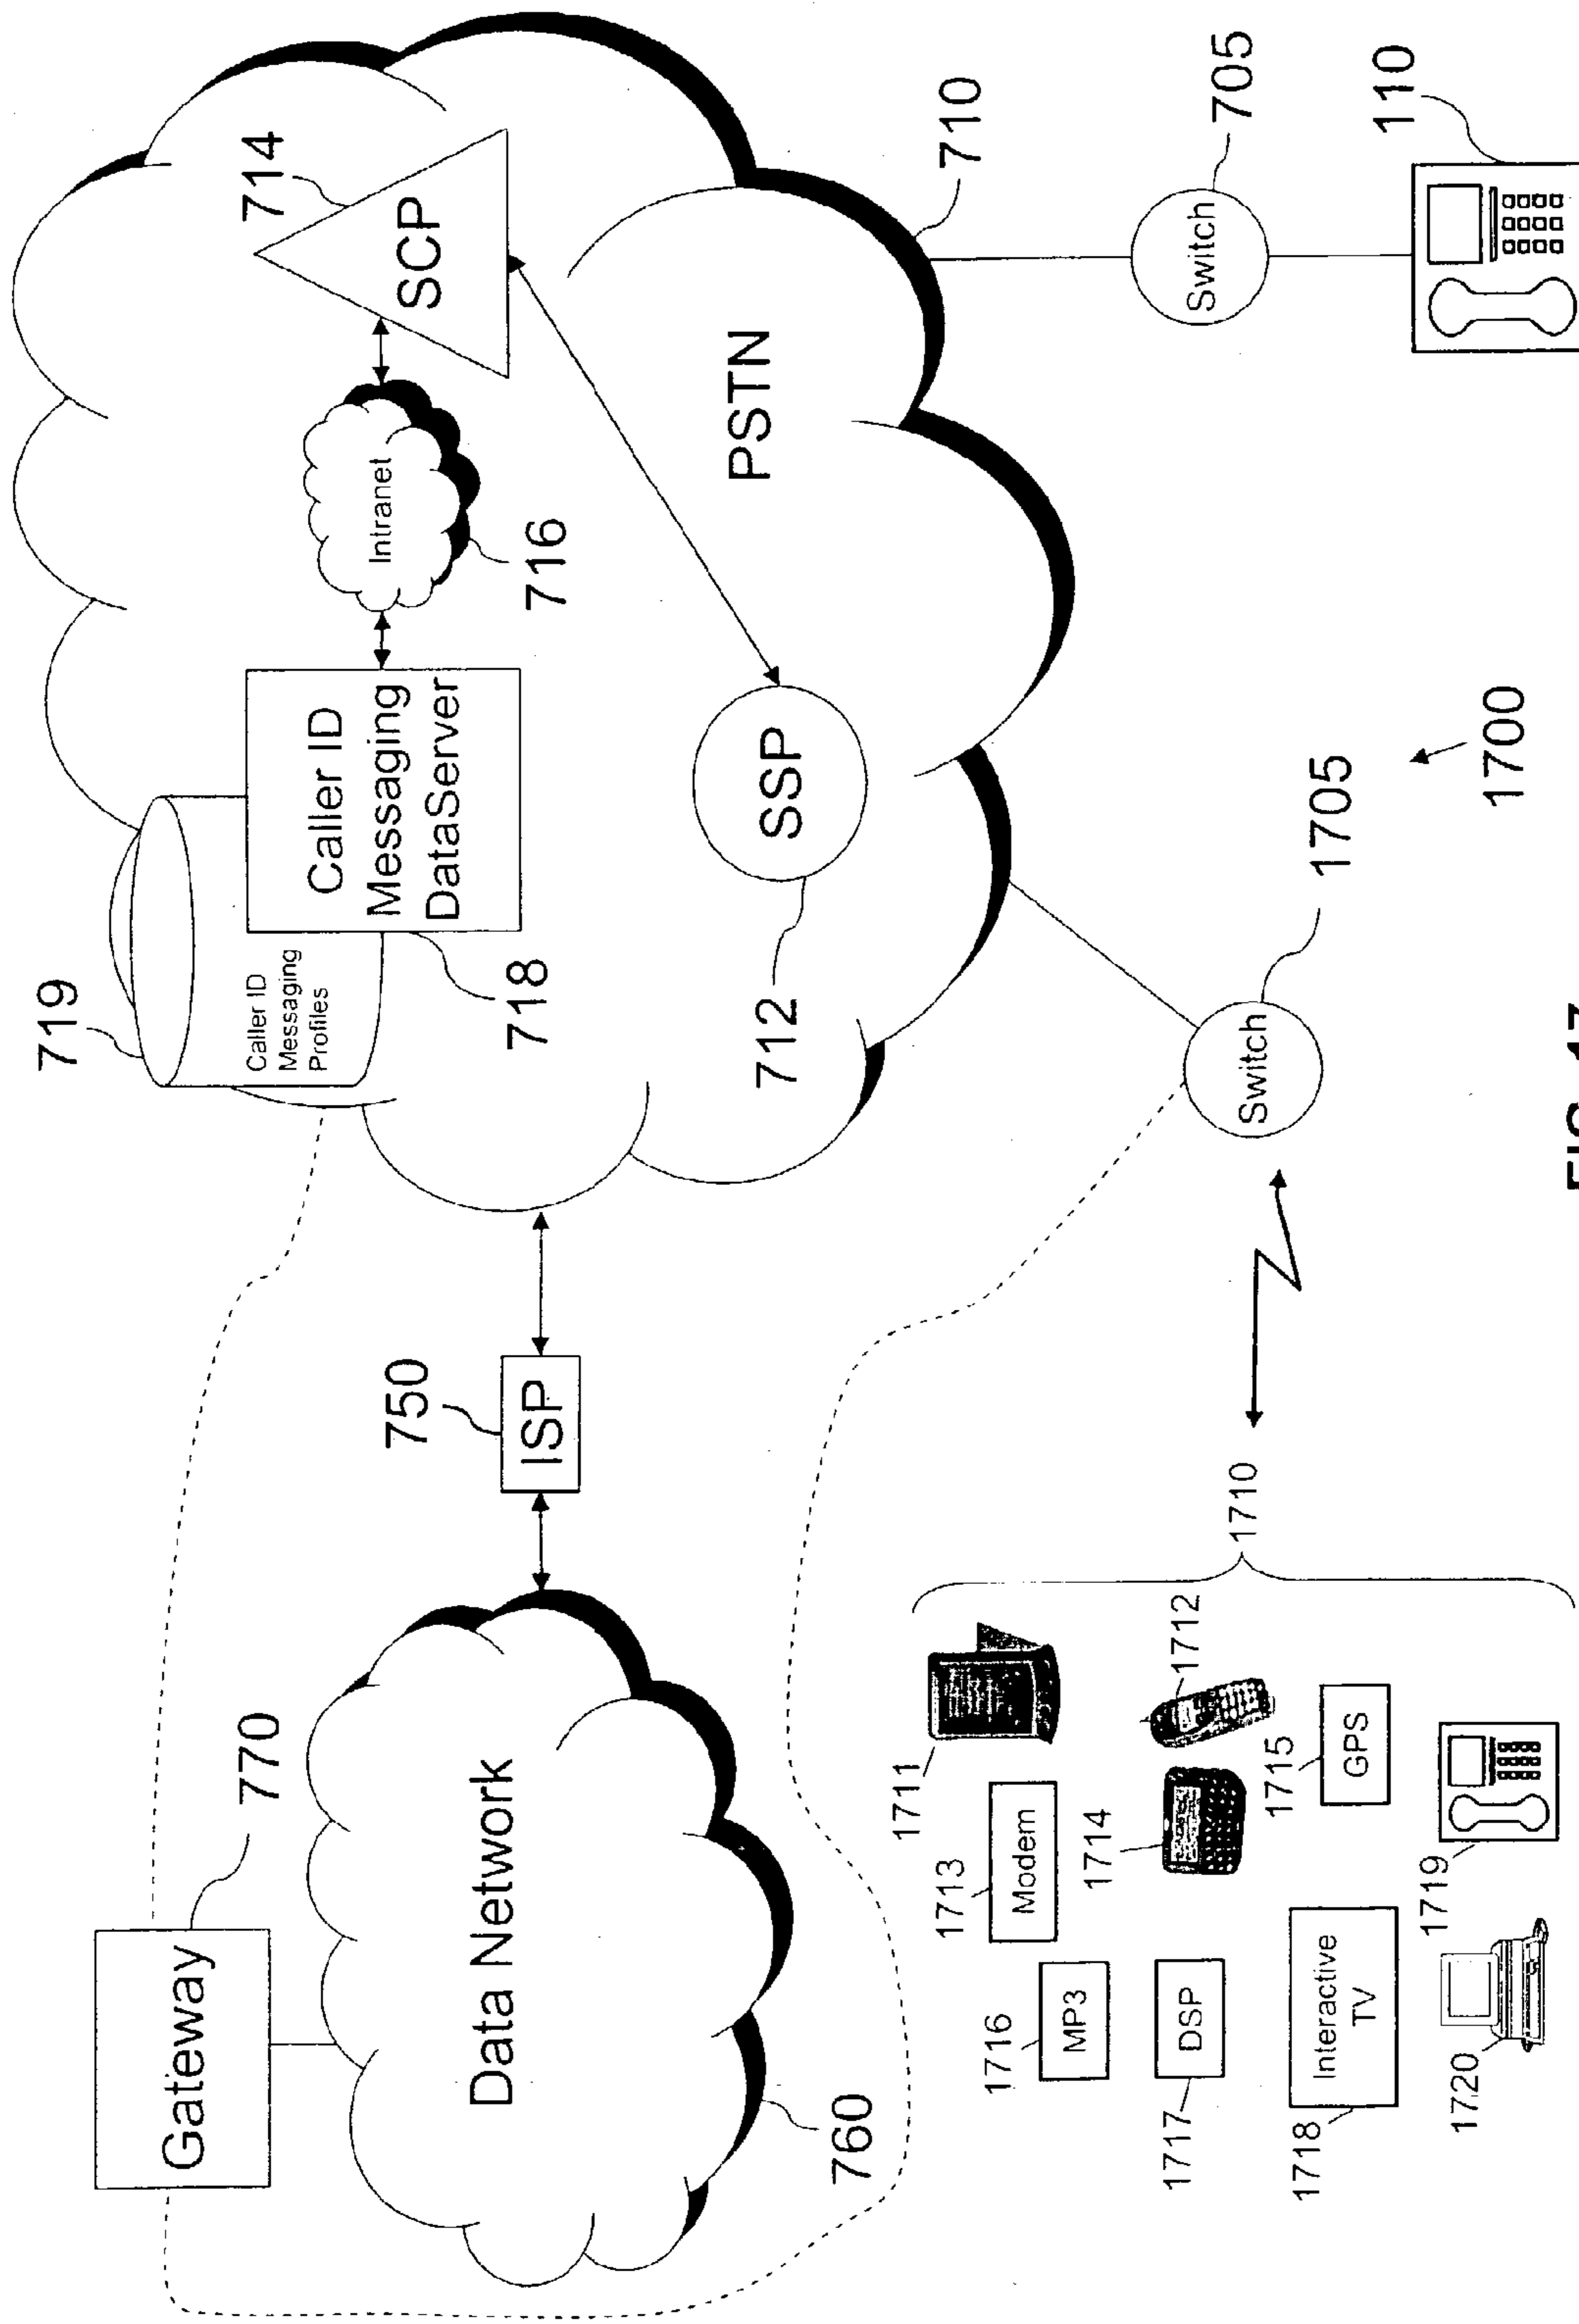 719
Caller ID
Messaging
Profiles
Caller ID
Messaging
DataServer
718
Intranet
716
SCP
714
SSP
712
PSTN
710
Switch
705
110
Gateway
770
Data Network
760
ISP
750
Switch
1705
1700
1710
1711
1712
1713
Modem
1714
1715
GPS
1716
MP3
1717
DSP
1718
Interactive
TV
1719
1720